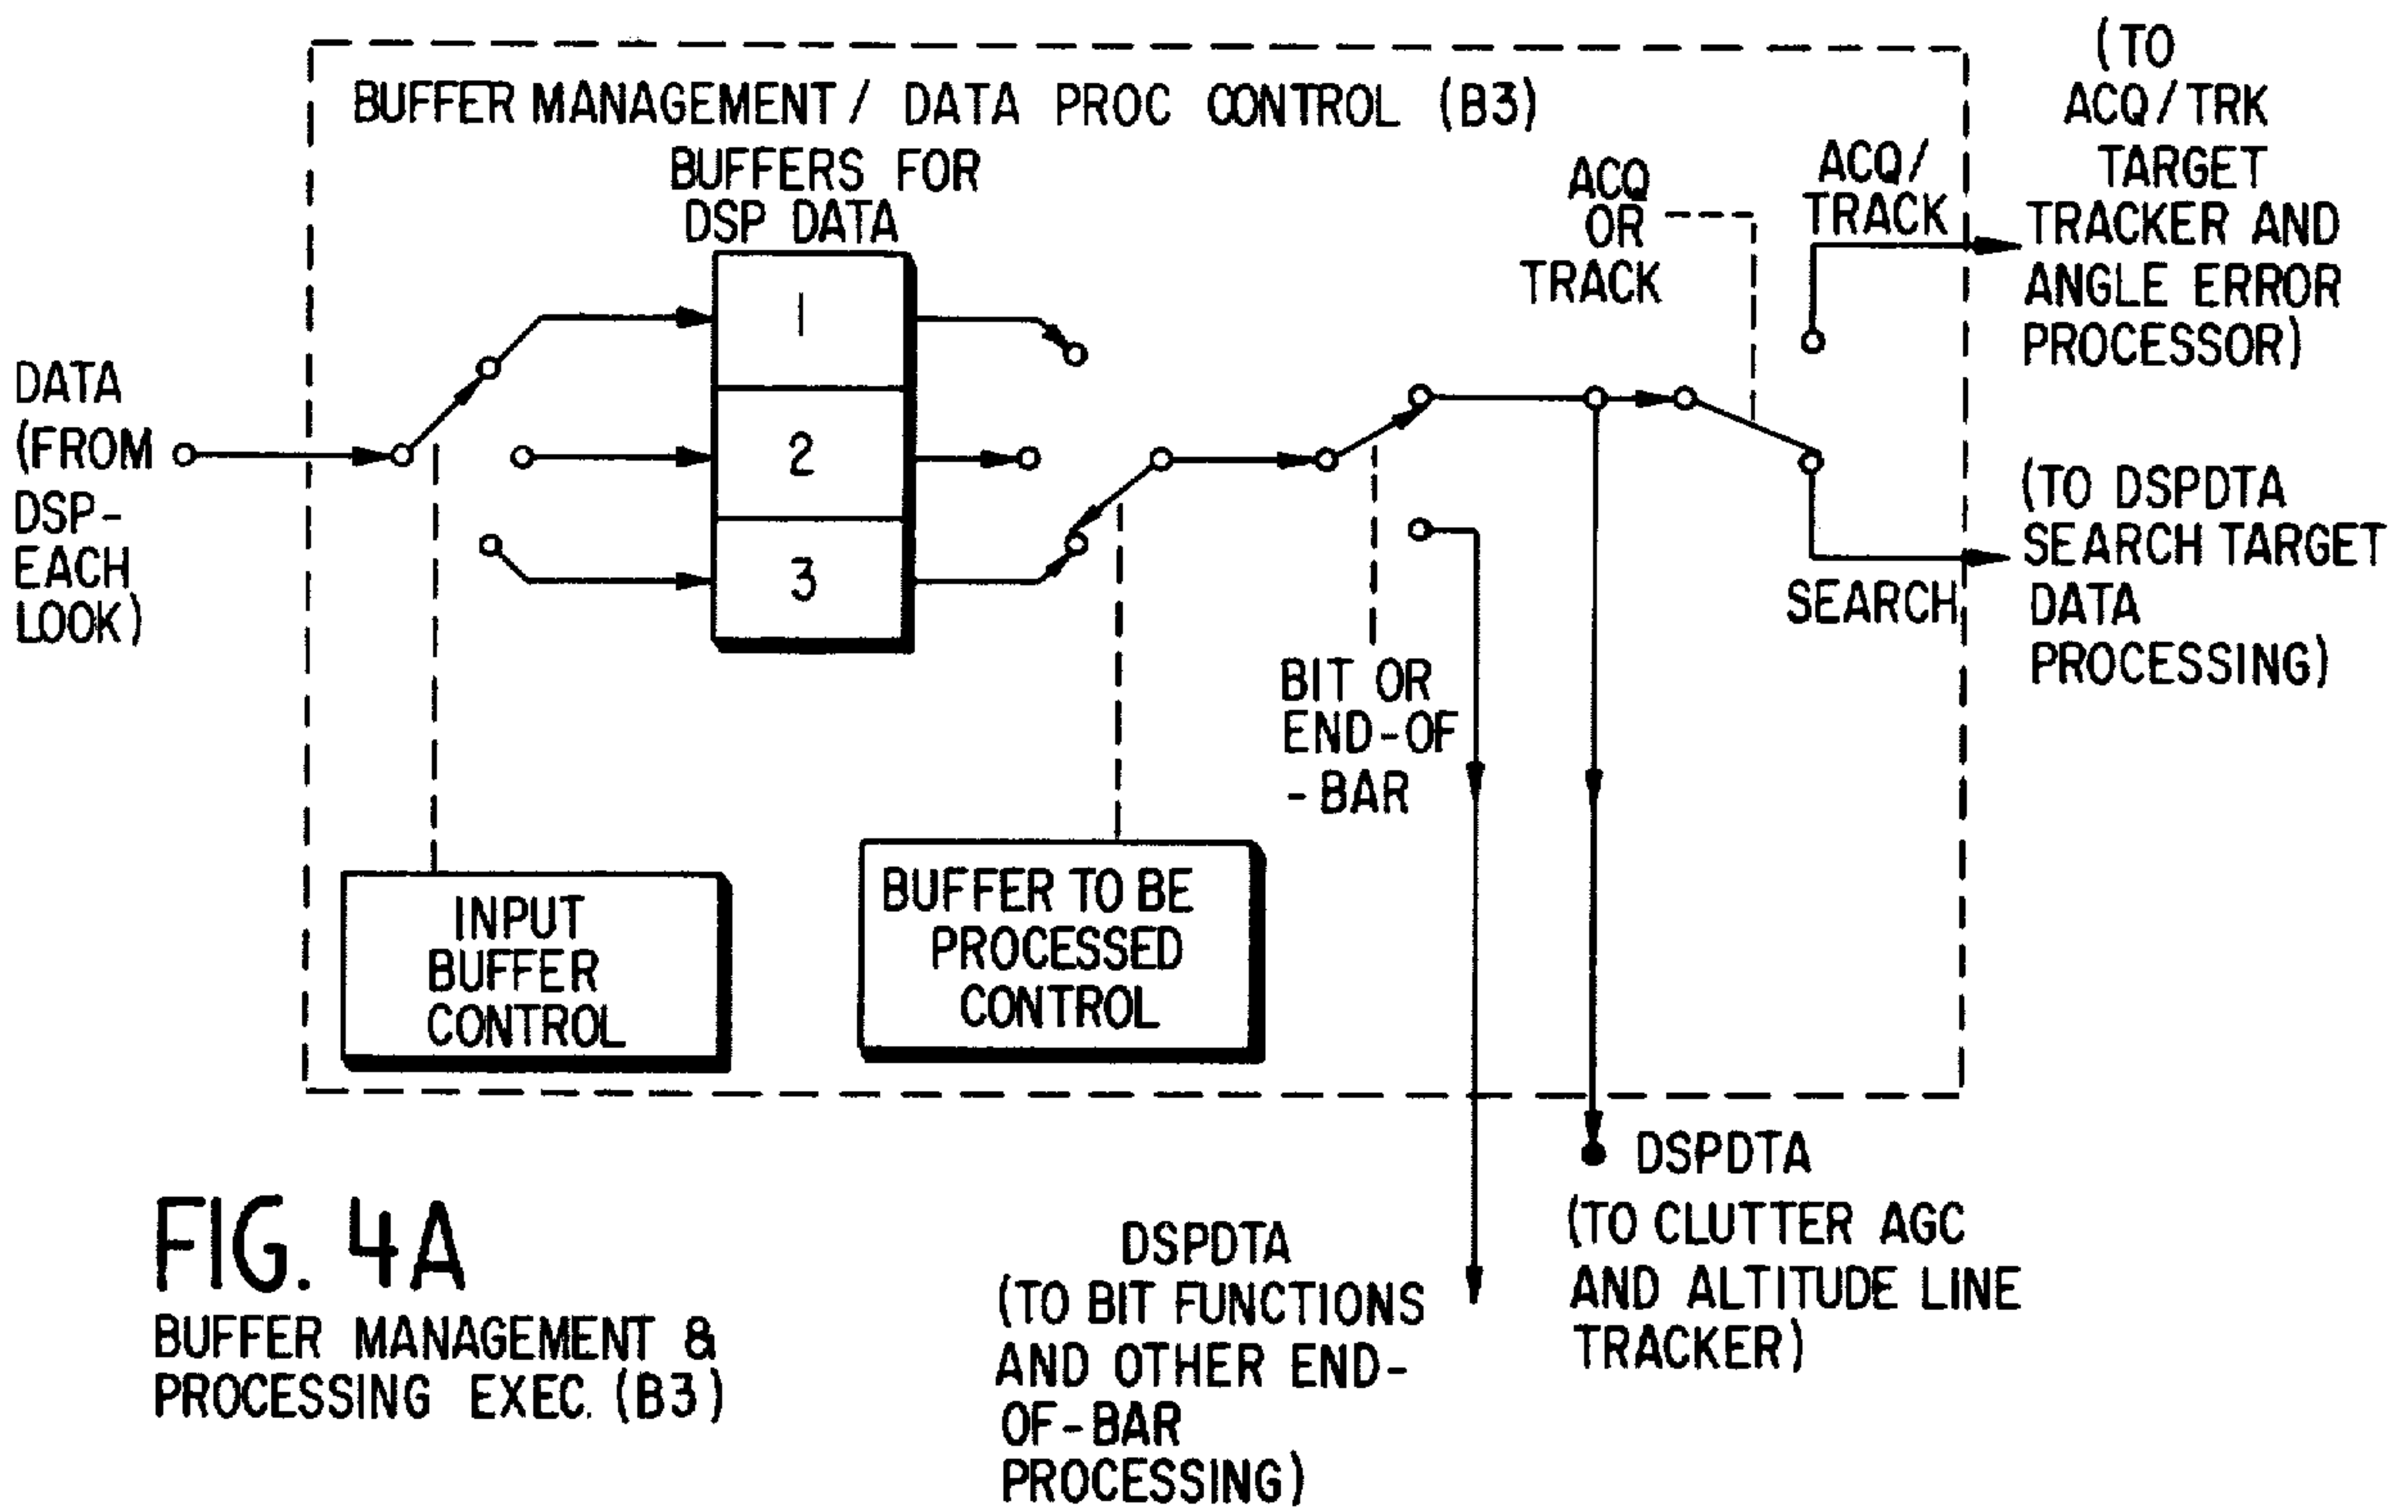 BUFFER MANAGEMENT / DATA PROC CONTROL (B3)
BUFFERS FOR
DSP DATA
1
2
3
DATA
(FROM
DSP-
EACH
LOOK)
ACQ
OR
TRACK
ACQ/
TRACK
(TO
ACQ/TRK
TARGET
TRACKER AND
ANGLE ERROR
PROCESSOR)
(TO DSPDTA
SEARCH TARGET
DATA
PROCESSING)
SEARCH
BIT OR
END-OF
-BAR
INPUT
BUFFER
CONTROL
BUFFER TO BE
PROCESSED
CONTROL
DSPDTA
(TO CLUTTER AGC
AND ALTITUDE LINE
TRACKER)
DSPDTA
(TO BIT FUNCTIONS
AND OTHER END-
OF-BAR
PROCESSING)
FIG. 4A
BUFFER MANAGEMENT &
PROCESSING EXEC. (B3)